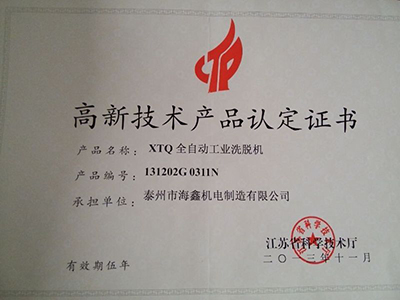 CTP
高新技术产品认定证书
产品名称: XTQ全自动工业洗脱机
产品编号: 131202G0311N
承担单位: 泰州市海鑫机电制造有限公司
江苏省科学技术厅
二〇一三年十一月
有效期伍年